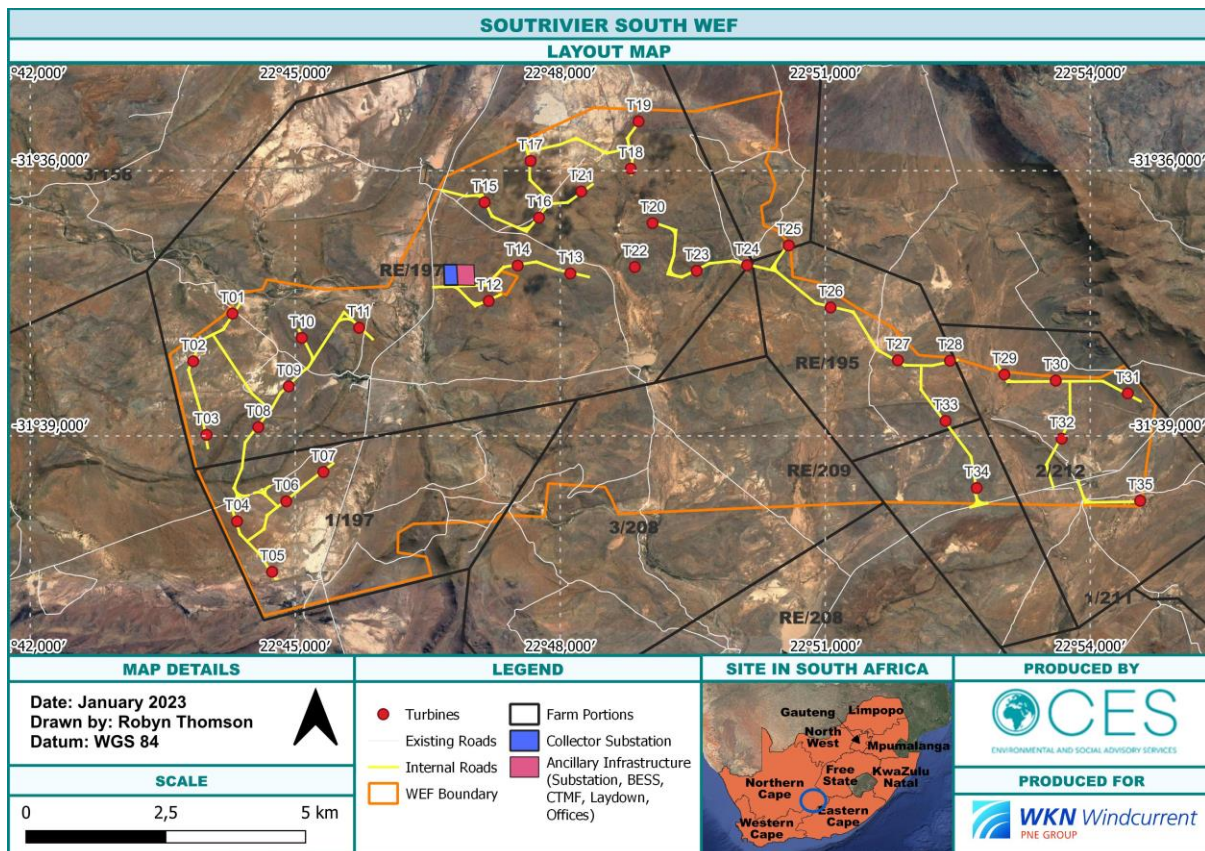 SOUTRIVIER SOUTH WEF
LAYOUT MAP
°42,000’ 22°45,000’ 22°48,000’ 22°51,000’ 22°54,000’
-31°36,000’ -31°36,000’
3/158
T19
T17
T18
T21
T15
T16
T20
T25
T14
T13
T22
T23
T24
RE/197
T12
T01
T10
T11
T26
T02
RE/195
T27
T28
T29
T30
T31
T09
T08
T03
T33
T32
-31°39,000’ -31°39,000’
T07
RE/209
2/212
T06
T34
T35
T04
1/197
3/208
T05
1/211
RE/208
°42,000’ 22°45,000’ 22°48,000’ 22°51,000’ 22°54,000’
MAP DETAILS
Date: January 2023
Drawn by: Robyn Thomson
Datum: WGS 84
SCALE
0 2,5 5 km
LEGEND
Turbines
Existing Roads
Internal Roads
WEF Boundary
Farm Portions
Collector Substation
Ancillary Infrastructure
(Substation, BESS,
CTMF, Laydown,
Offices)
SITE IN SOUTH AFRICA
Limpopo
Gauteng
North
West
Mpumalanga
Free
State
KwaZulu
Natal
Northern
Cape
Eastern
Cape
Western
Cape
PRODUCED BY
CES
ENVIRONMENTAL AND SOCIAL ADVISORY SERVICES
PRODUCED FOR
WKN Windcurrent
PNE GROUP